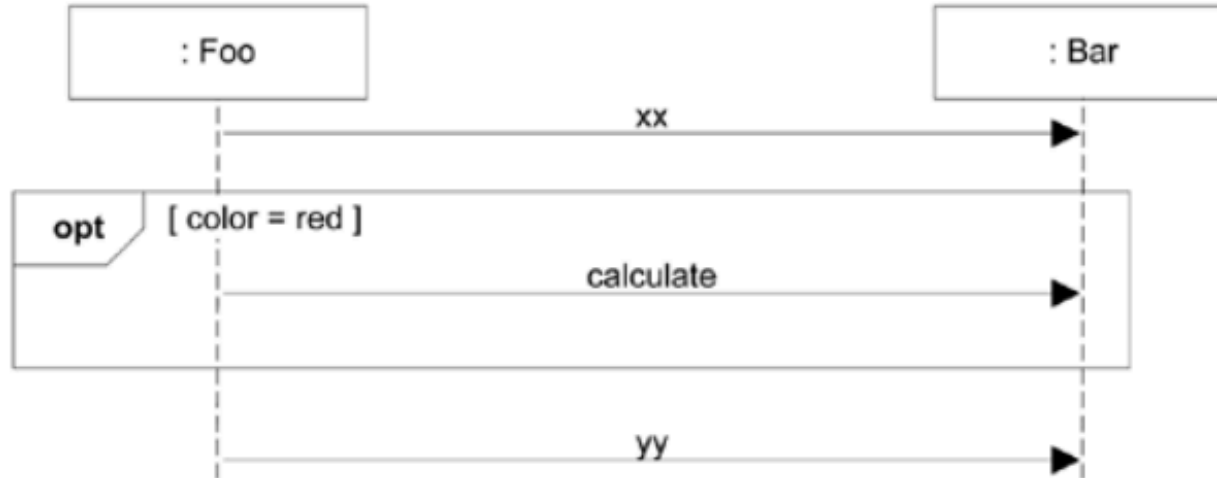 : Foo
: Bar
xx
opt
[ color = red ]
calculate
yy